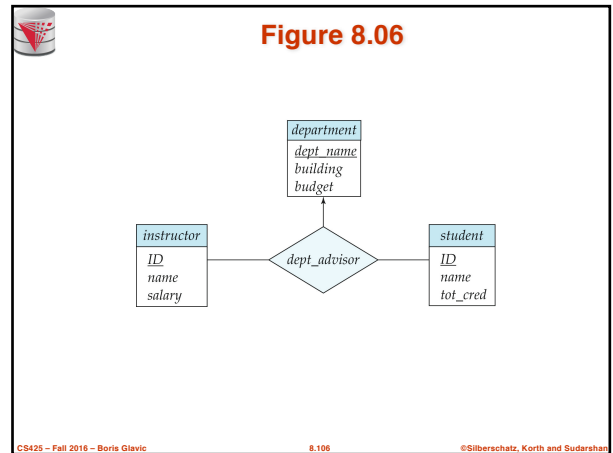 Figure 8.06
department
dept_name
building
budget
instructor
ID
name
salary
dept_advisor
student
ID
name
tot_cred
CS425 – Fall 2016 – Boris Glavic
8.106
©Silberschatz, Korth and Sudarshan